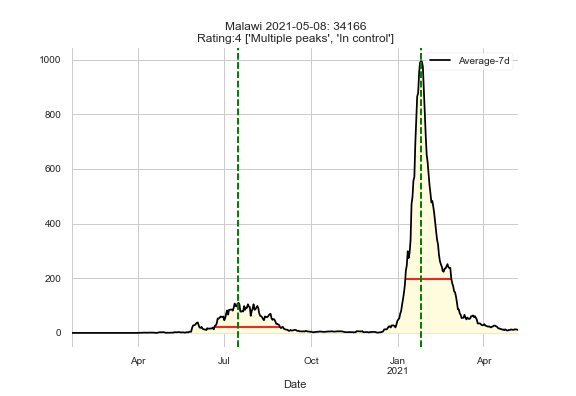 Malawi 2021-05-08: 34166
Rating:4 ['Multiple peaks', 'In control']
Average-7d
1000
800
600
400
200
0
Apr Jul Oct Jan Apr
2021
Date